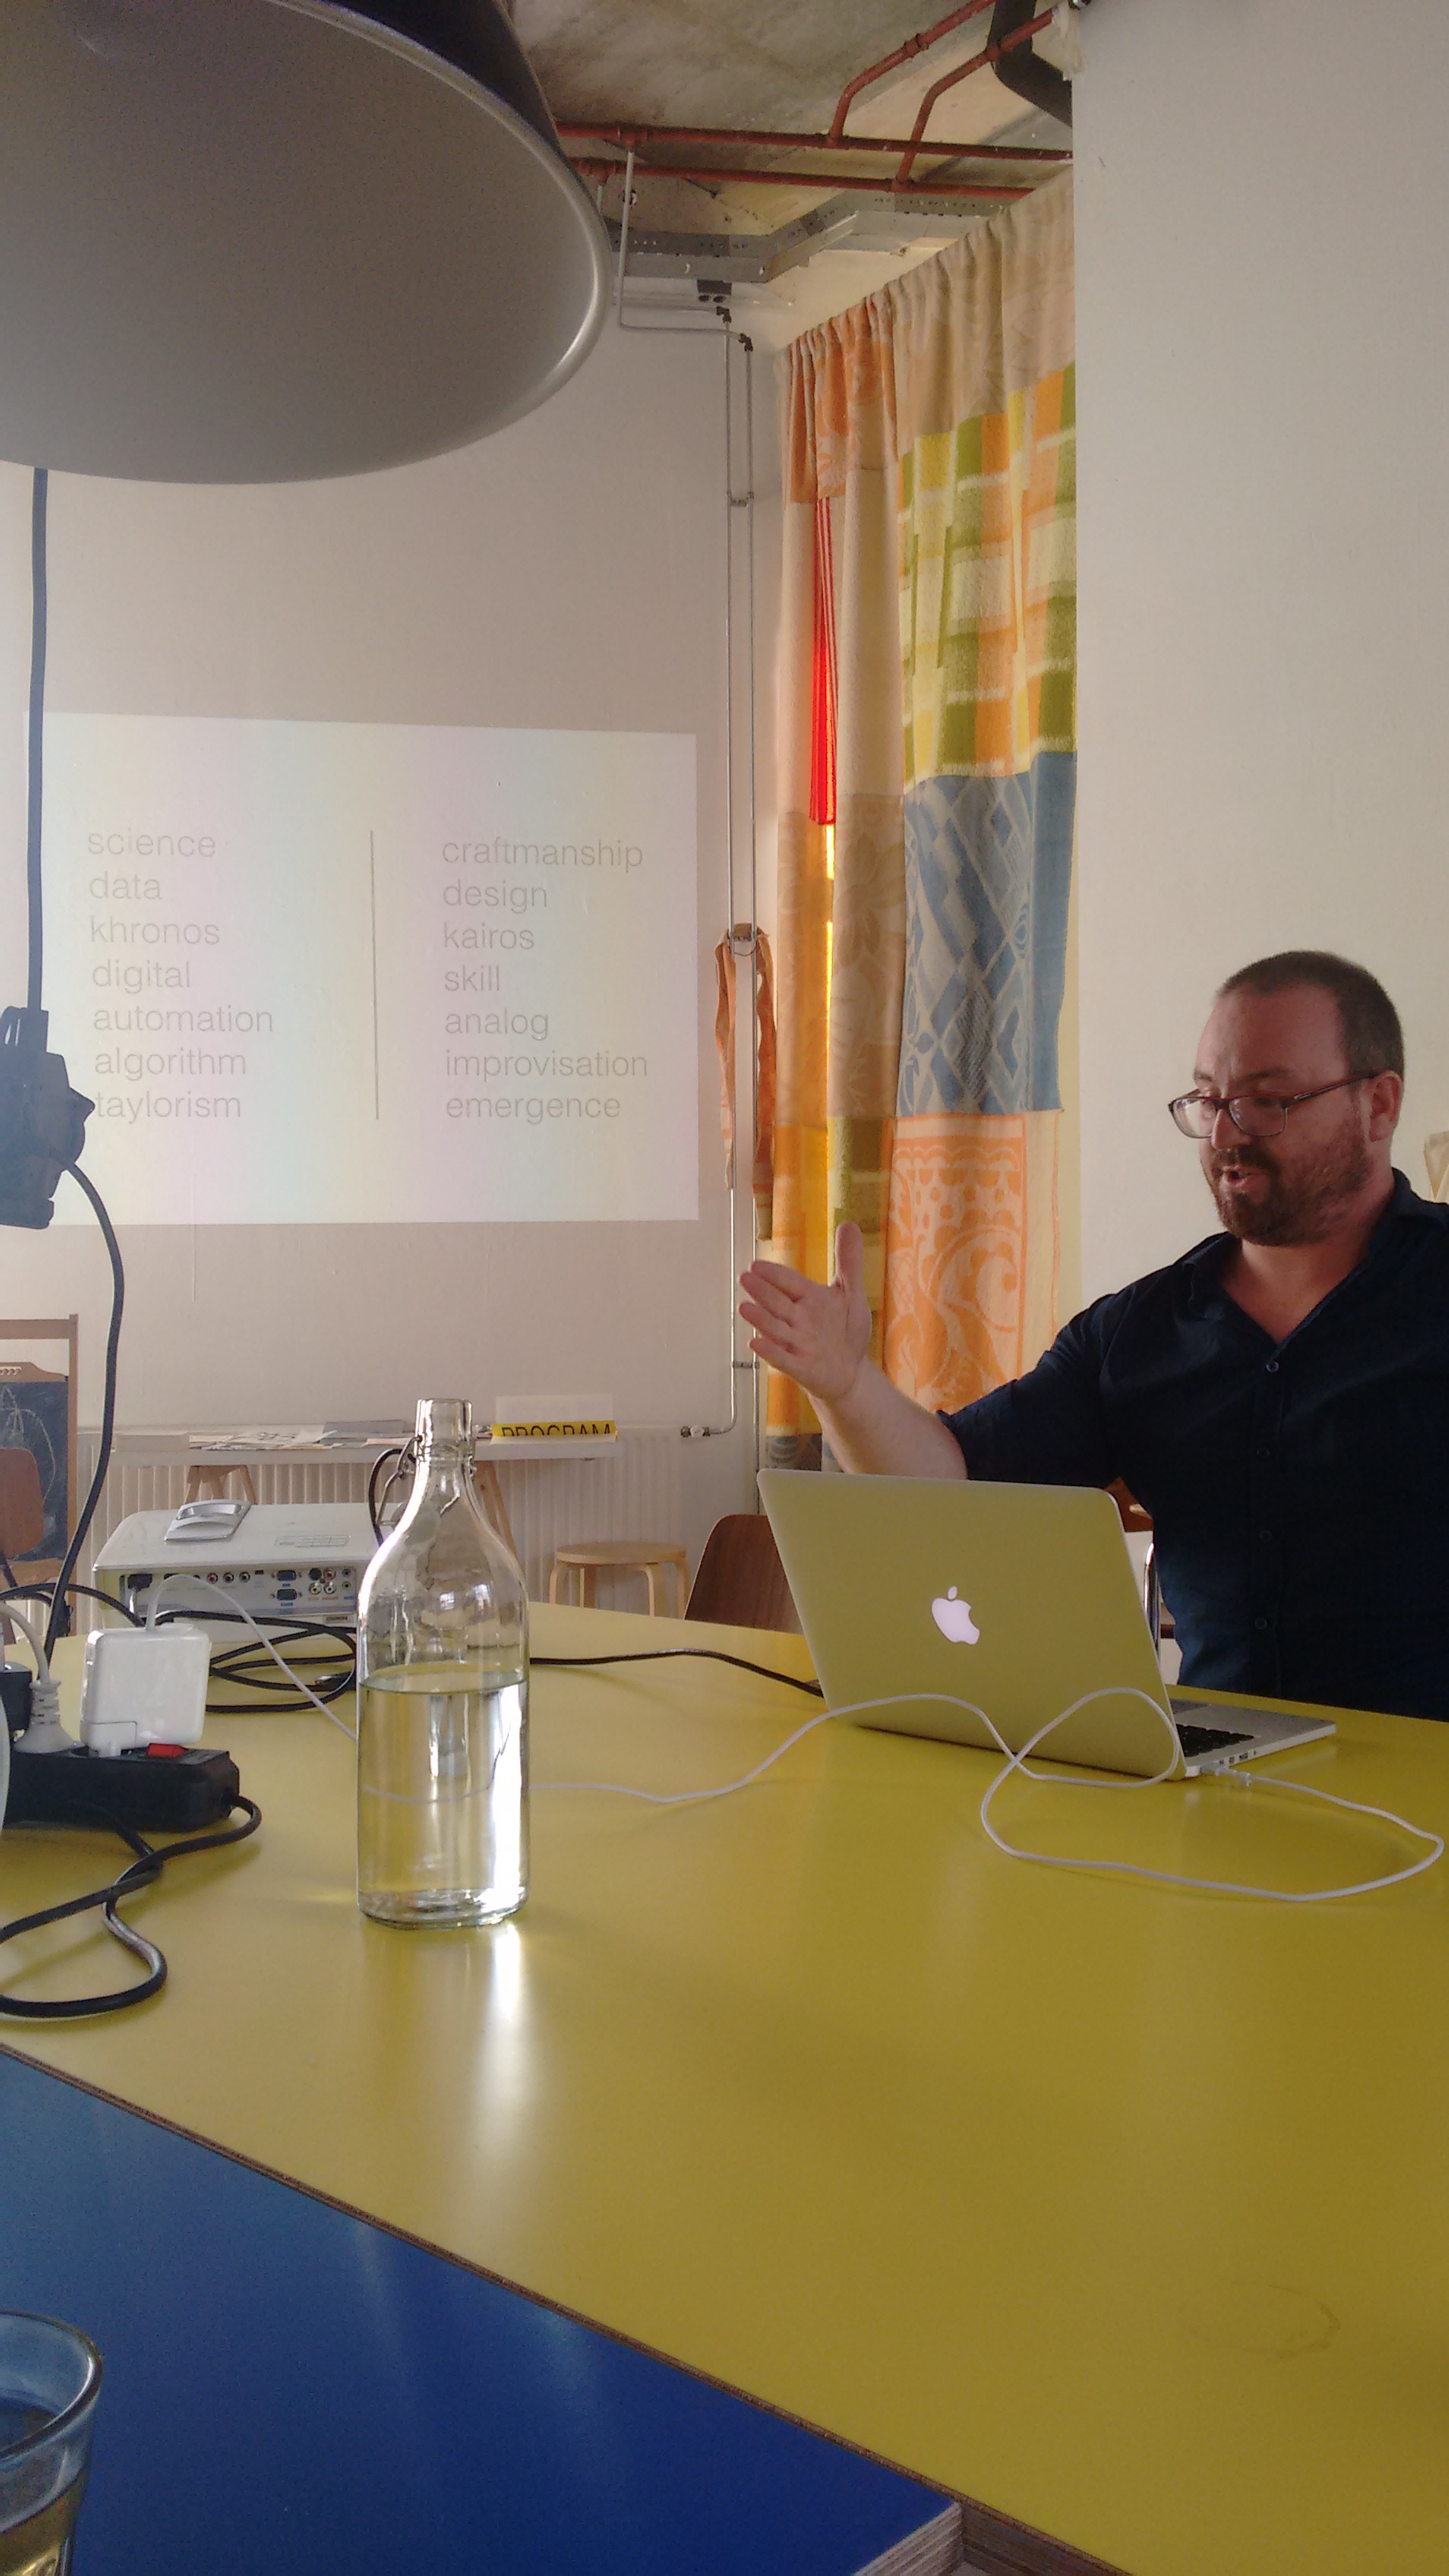 science
data
khronos
digital
automation
algorithm
taylorism
craftmanship
design
kairos
skill
analog
improvisation
emergence
PROGRAM